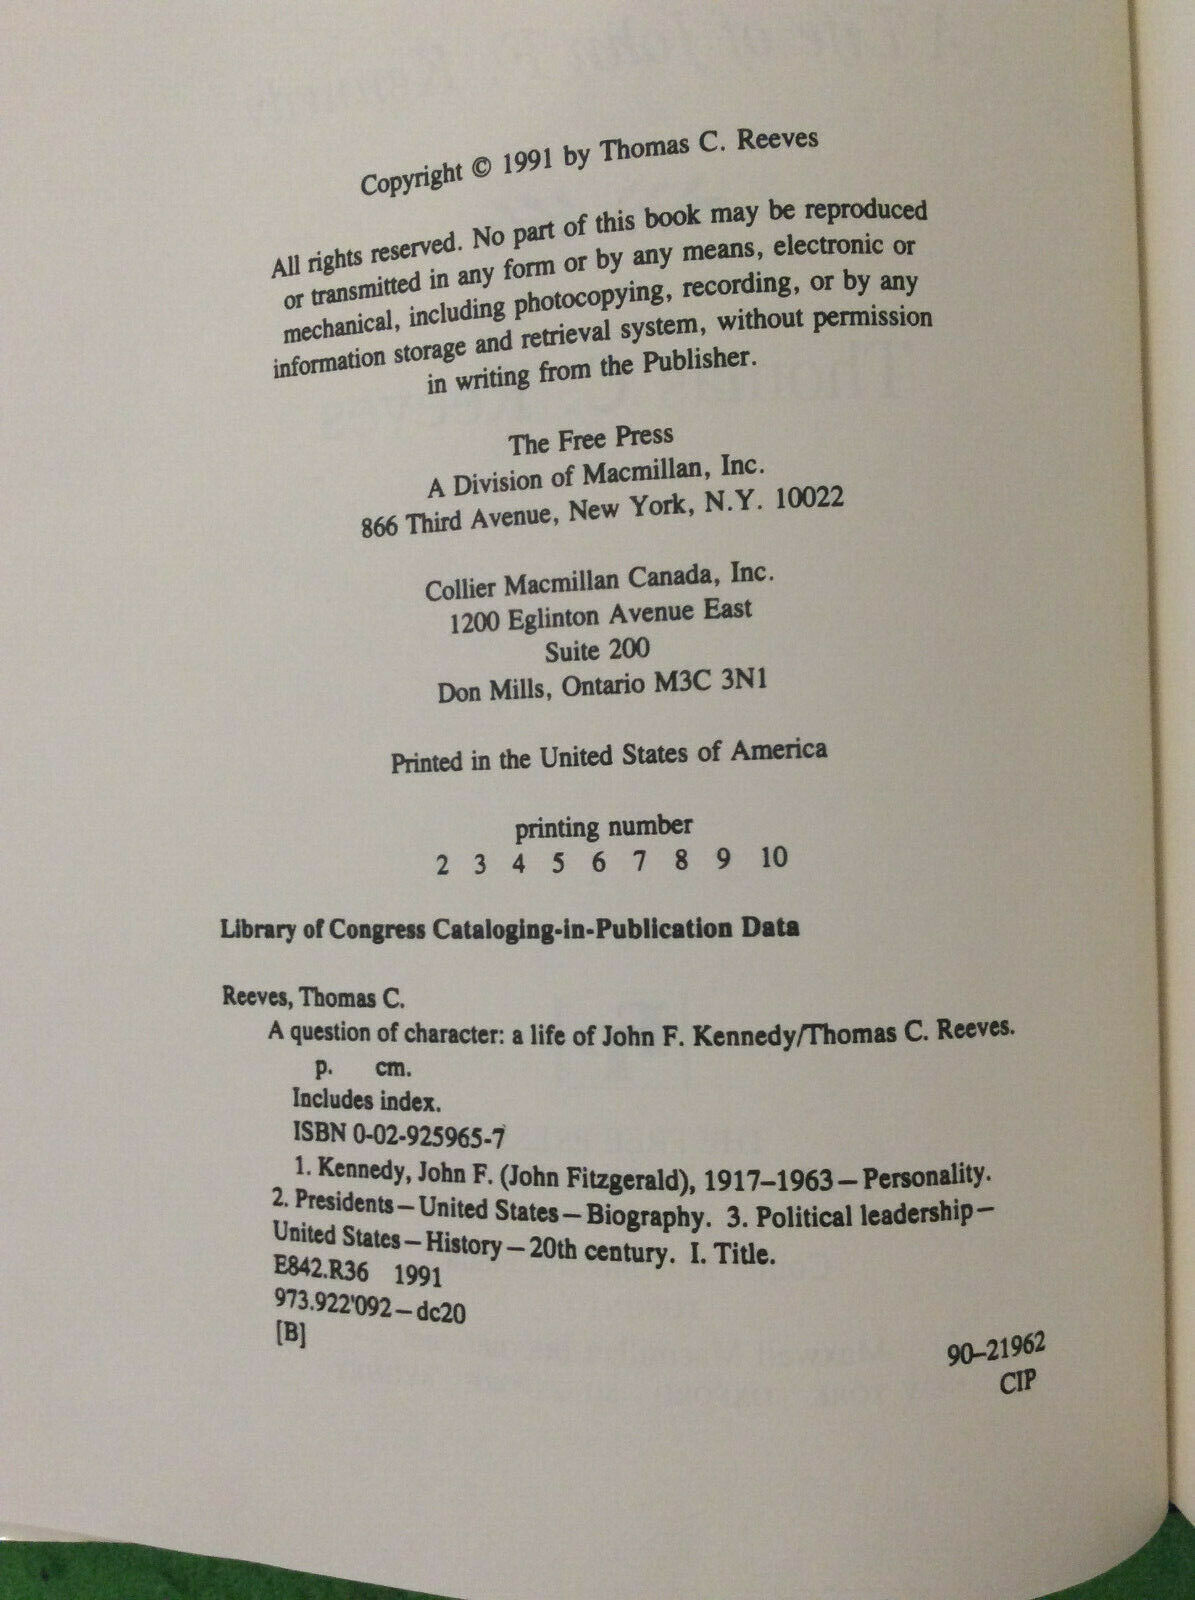 Copyright © 1991 by Thomas C. Reeves
All rights reserved. No part of this book may be reproduced
or transmitted in any form or by any means, electronic or
mechanical, including photocopying, recording, or by any
information storage and retrieval system, without permission
in writing from the Publisher.
The Free Press
A Division of Macmillan, Inc.
866 Third Avenue, New York, N.Y. 10022
Collier Macmillan Canada, Inc.
1200 Eglinton Avenue East
Suite 200
Don Mills, Ontario M3C 3N1
Printed in the United States of America
printing number
2 3 4 5 6 7 8 9 10
Library of Congress Cataloging-in-Publication Data
Reeves, Thomas C.
A question of character: a life of John F. Kennedy/Thomas C. Reeves.
p. cm.
Includes index.
ISBN 0-02-925965-7
1. Kennedy, John F. (John Fitzgerald), 1917–1963—Personality.
2. Presidents—United States—Biography. 3. Political leadership—
United States—History—20th century. I. Title.
E842.R36 1991
973.922'092—dc20
[B]
90–21962
CIP